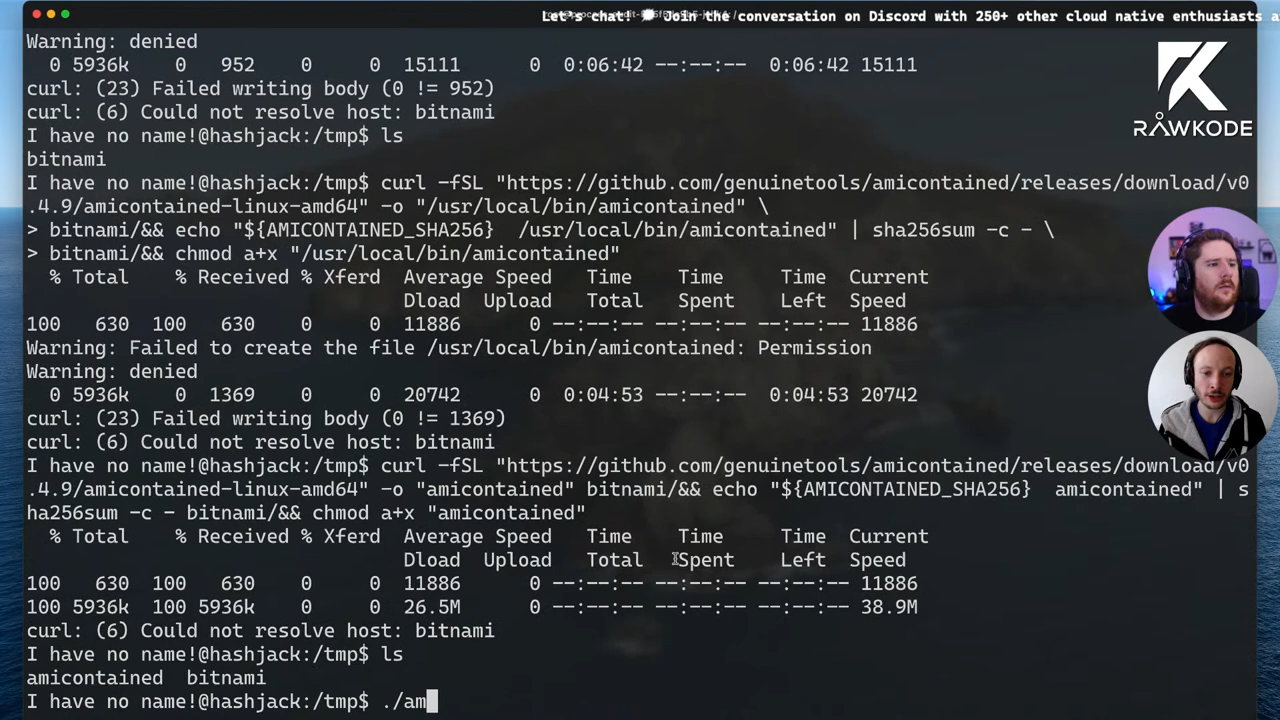 Let's chat! Join the conversation on Discord with 250+ other cloud native enthusiasts a
Warning: denied
0 5936k 0 952 0 0 15111 0 0:06:42 --:--:-- 0:06:42 15111
curl: (23) Failed writing body (0 != 952)
curl: (6) Could not resolve host: bitnami
I have no name!@hashjack:/tmp$ ls
bitnami
I have no name!@hashjack:/tmp$ curl -fSL "https://github.com/genuinetools/amicontained/releases/download/v0
.4.9/amicontained-linux-amd64" -o "/usr/local/bin/amicontained" \
> bitnami/&& echo "${AMICONTAINED_SHA256}  /usr/local/bin/amicontained" | sha256sum -c - \
> bitnami/&& chmod a+x "/usr/local/bin/amicontained"
% Total % Received % Xferd Average Speed Time Time Time Current
Dload Upload Total Spent Left Speed
100 630 100 630 0 0 11886 0 --:--:-- --:--:-- --:--:-- 11886
Warning: Failed to create the file /usr/local/bin/amicontained: Permission
Warning: denied
0 5936k 0 1369 0 0 20742 0 0:04:53 --:--:-- 0:04:53 20742
curl: (23) Failed writing body (0 != 1369)
curl: (6) Could not resolve host: bitnami
I have no name!@hashjack:/tmp$ curl -fSL "https://github.com/genuinetools/amicontained/releases/download/v0
.4.9/amicontained-linux-amd64" -o "amicontained" bitnami/&& echo "${AMICONTAINED_SHA256}  amicontained" | s
ha256sum -c - bitnami/&& chmod a+x "amicontained"
% Total % Received % Xferd Average Speed Time Time Time Current
Dload Upload Total Spent Left Speed
100 630 100 630 0 0 11886 0 --:--:-- --:--:-- --:--:-- 11886
100 5936k 100 5936k 0 0 26.5M 0 --:--:-- --:--:-- --:--:-- 38.9M
curl: (6) Could not resolve host: bitnami
I have no name!@hashjack:/tmp$ ls
amicontained bitnami
I have no name!@hashjack:/tmp$ ./am
RAWKODE